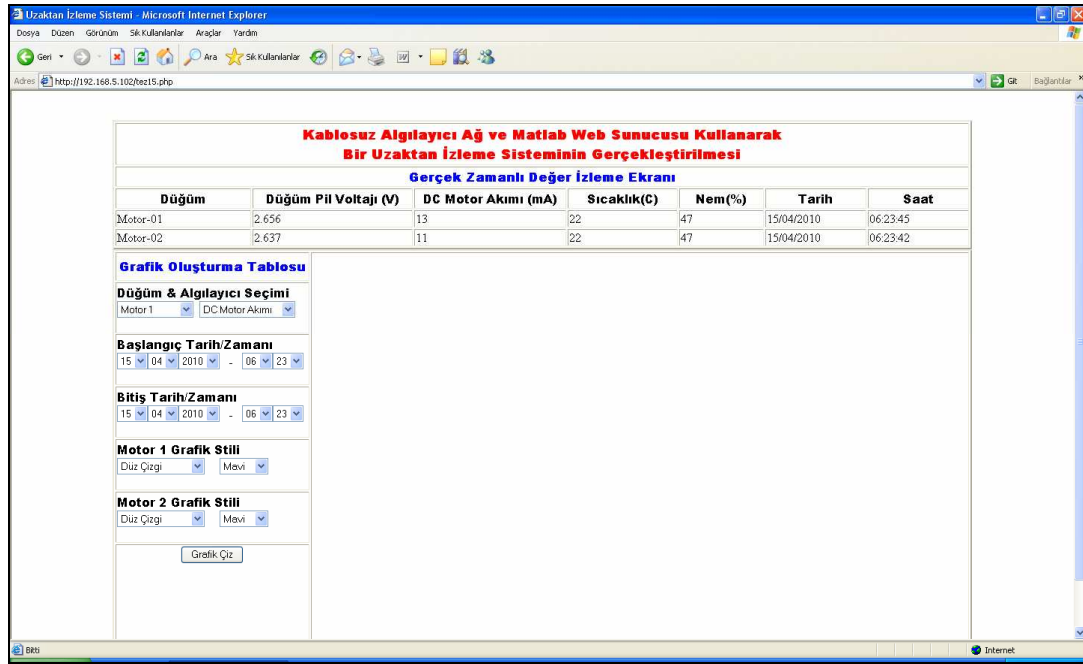 Uzaktan İzleme Sistemi - Microsoft Internet Explorer
Dosya Düzen Görünüm Sık Kullanılanlar Araçlar Yardım
Geri Ara Sık Kullanılanlar
Adres http://192.168.5.102/tez15.php Git Bağlantılar
Kablosuz Algılayıcı Ağ ve Matlab Web Sunucusu Kullanarak
Bir Uzaktan İzleme Sisteminin Gerçekleştirilmesi
Gerçek Zamanlı Değer İzleme Ekranı
Düğüm Düğüm Pil Voltajı (V) DC Motor Akımı (mA) Sıcaklık(C) Nem(%) Tarih Saat
Motor-01 2.656 13 22 47 15/04/2010 06:23:45
Motor-02 2.637 11 22 47 15/04/2010 06:23:42
Grafik Oluşturma Tablosu
Düğüm & Algılayıcı Seçimi
Motor 1 DC Motor Akımı
Başlangıç Tarih/Zamanı
15 04 2010 - 06 23
Bitiş Tarih/Zamanı
15 04 2010 - 06 23
Motor 1 Grafik Stili
Düz Çizgi Mavi
Motor 2 Grafik Stili
Düz Çizgi Mavi
Grafik Çiz
Bitti Internet